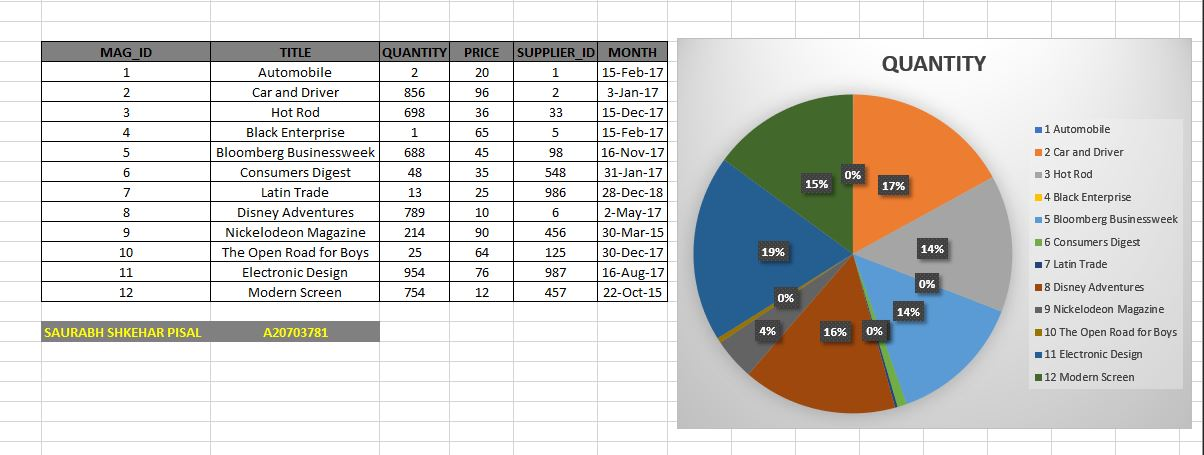 MAG_ID TITLE QUANTITY PRICE SUPPLIER_ID MONTH
1 Automobile 2 20 1 15-Feb-17
2 Car and Driver 856 96 2 3-Jan-17
3 Hot Rod 698 36 33 15-Dec-17
4 Black Enterprise 1 65 5 15-Feb-17
5 Bloomberg Businessweek 688 45 98 16-Nov-17
6 Consumers Digest 48 35 548 31-Jan-17
7 Latin Trade 13 25 986 28-Dec-18
8 Disney Adventures 789 10 6 2-May-17
9 Nickelodeon Magazine 214 90 456 30-Mar-15
10 The Open Road for Boys 25 64 125 30-Dec-17
11 Electronic Design 954 76 987 16-Aug-17
12 Modern Screen 754 12 457 22-Oct-15
SAURABH SHKEHAR PISAL A20703781
QUANTITY
0%
17%
14%
0%
14%
0%
16%
4%
0%
19%
15%
1 Automobile
2 Car and Driver
3 Hot Rod
4 Black Enterprise
5 Bloomberg Businessweek
6 Consumers Digest
7 Latin Trade
8 Disney Adventures
9 Nickelodeon Magazine
10 The Open Road for Boys
11 Electronic Design
12 Modern Screen